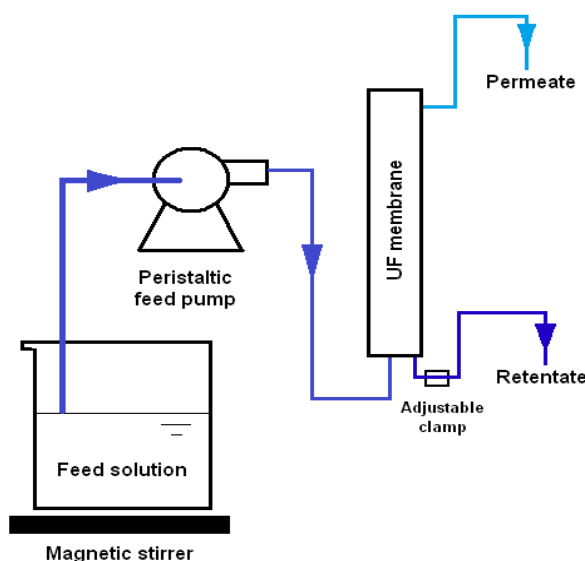 Permeate
UF membrane
Peristaltic
feed pump
Retentate
Adjustable
clamp
Feed solution
Magnetic stirrer